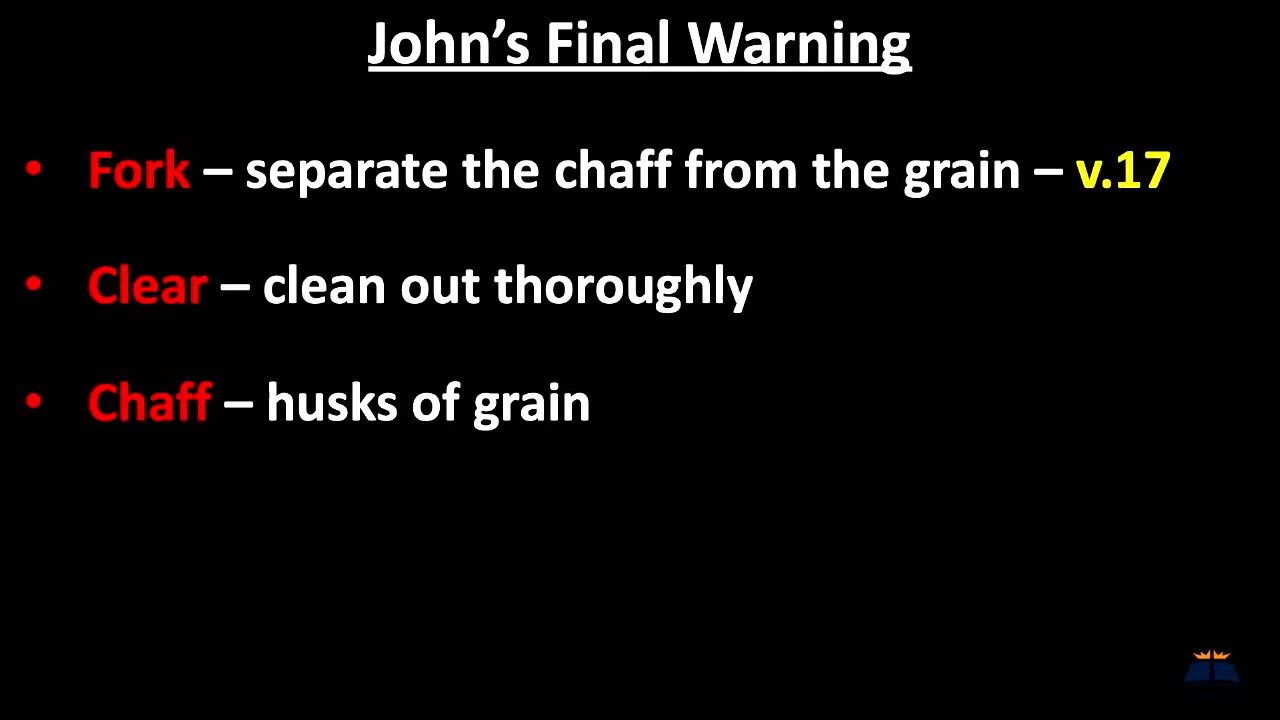 John’s Final Warning
• Fork – separate the chaff from the grain – v.17
• Clear – clean out thoroughly
• Chaff – husks of grain